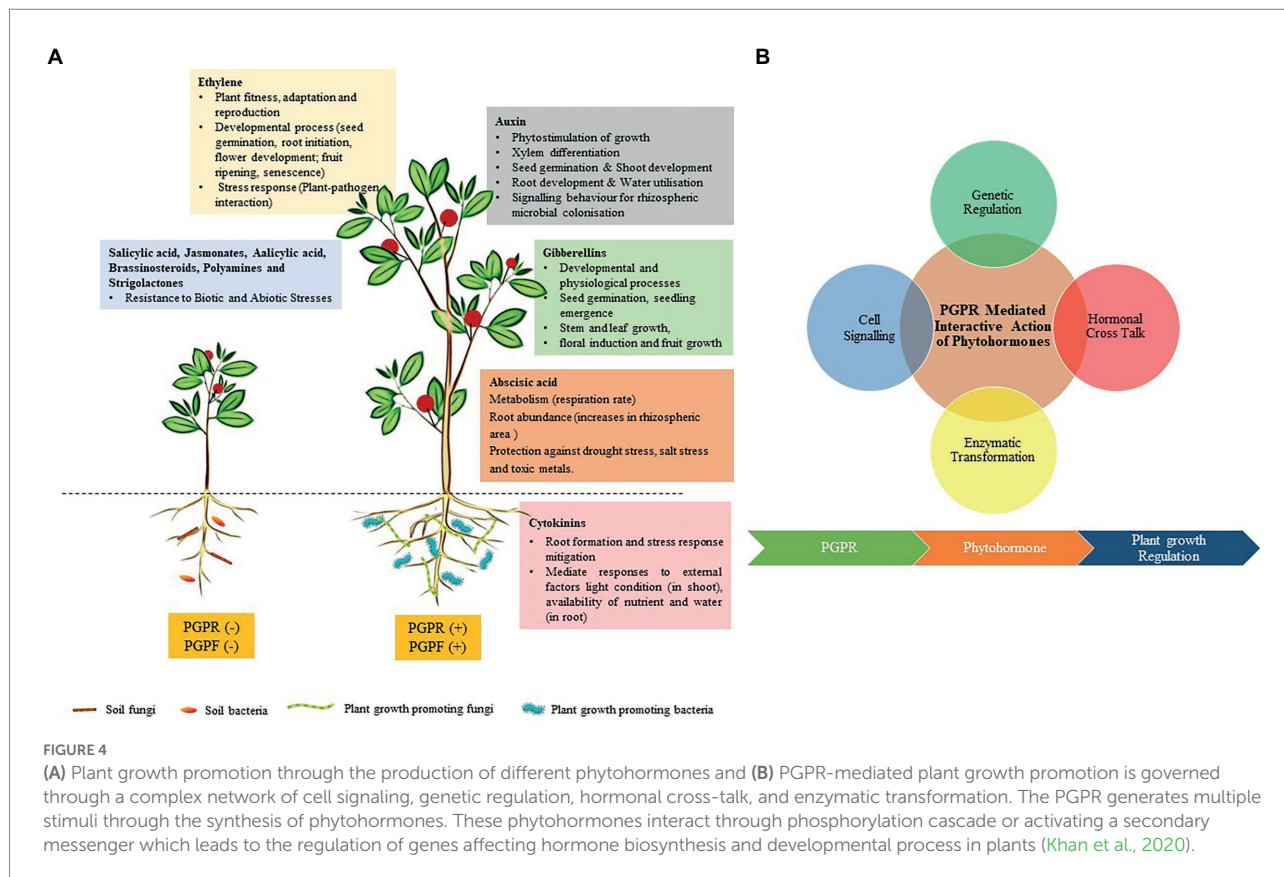 A
Ethylene
• Plant fitness, adaptation and
reproduction
• Developmental process (seed
germination, root initiation,
flower development; fruit
ripening, senescence)
• Stress response (Plant-pathogen
interaction)
Auxin
• Phytostimulation of growth
• Xylem differentiation
• Seed germination & Shoot development
• Root development & Water utilisation
• Signalling behaviour for rhizospheric
microbial colonisation
Salicylic acid, Jasmonates, Aalicylic acid,
Brassinosteroids, Polyamines and
Strigolactones
• Resistance to Biotic and Abiotic Stresses
Gibberellins
• Developmental and
physiological processes
• Seed germination, seedling
emergence
• Stem and leaf growth,
• floral induction and fruit growth
Abscisic acid
Metabolism (respiration rate)
Root abundance (increases in rhizospheric
area )
Protection against drought stress, salt stress
and toxic metals.
Cytokinins
• Root formation and stress response
mitigation
• Mediate responses to external
factors light condition (in shoot),
availability of nutrient and water
(in root)
PGPR (-)
PGPF (-)
PGPR (+)
PGPF (+)
Soil fungi
Soil bacteria
Plant growth promoting fungi
Plant growth promoting bacteria
B
Genetic
Regulation
Cell
Signalling
PGPR Mediated
Interactive Action
of Phytohormones
Hormonal
Cross Talk
Enzymatic
Transformation
PGPR
Phytohormone
Plant growth
Regulation
FIGURE 4
(A) Plant growth promotion through the production of different phytohormones and (B) PGPR-mediated plant growth promotion is governed
through a complex network of cell signaling, genetic regulation, hormonal cross-talk, and enzymatic transformation. The PGPR generates multiple
stimuli through the synthesis of phytohormones. These phytohormones interact through phosphorylation cascade or activating a secondary
messenger which leads to the regulation of genes affecting hormone biosynthesis and developmental process in plants (Khan et al., 2020).